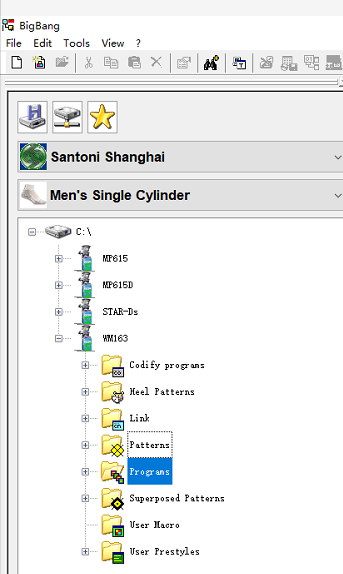 BigBang
File Edit Tools View ?
Santoni Shanghai
Men's Single Cylinder
C:\
MP615
MP615D
STAR-Ds
WM163
Codify programs
Heel Patterns
Link
Patterns
Programs
Superposed Patterns
User Macro
User Prestyles